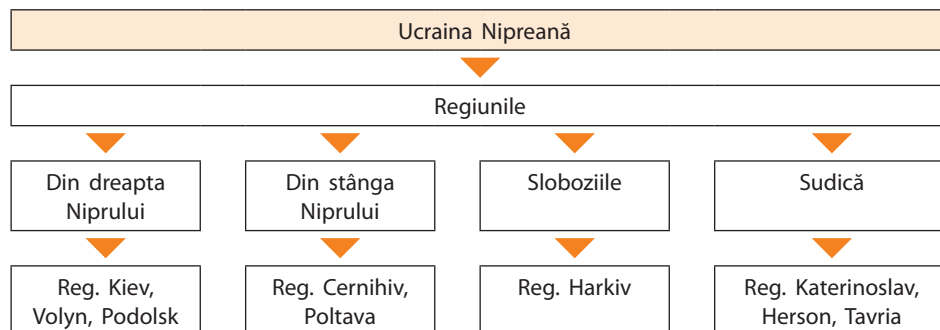 Ucraina Nipreană
Regiunile
Din dreapta
Niprului
Din stânga
Niprului
Sloboziile
Sudică
Reg. Kiev,
Volyn, Podolsk
Reg. Cernihiv,
Poltava
Reg. Harkiv
Reg. Katerinoslav,
Herson, Tavria